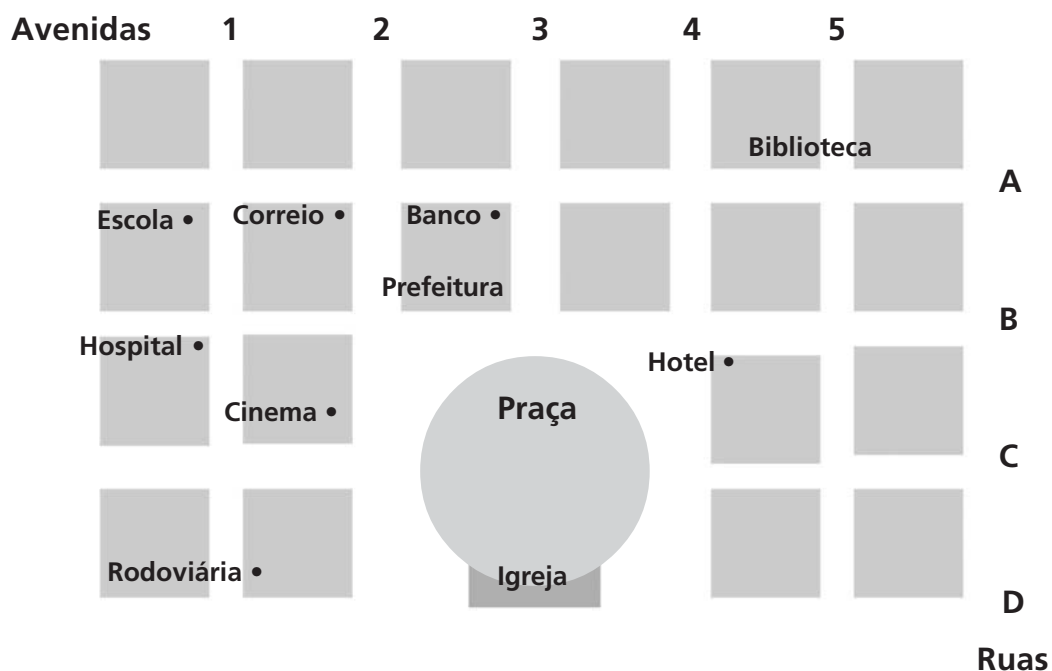 Avenidas 1 2 3 4 5
Biblioteca
A
Escola • Correio • Banco •
Prefeitura
B
Hospital • Hotel •
Cinema • Praça
C
Rodoviária • Igreja
D
Ruas